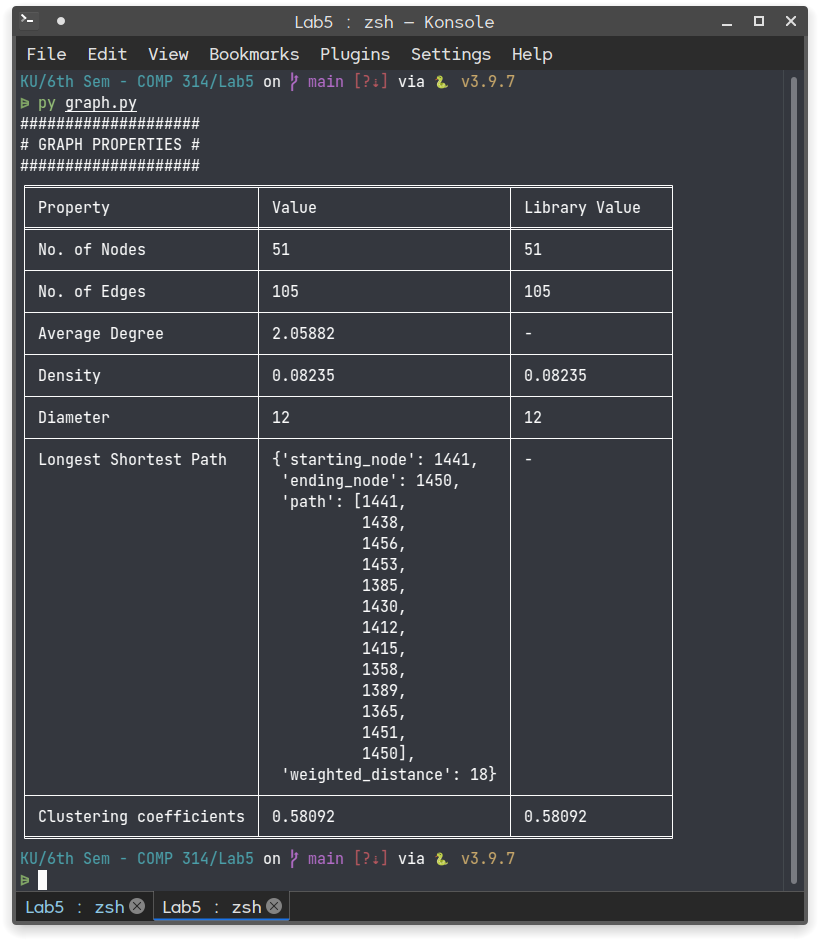 Lab5 : zsh — Konsole
File Edit View Bookmarks Plugins Settings Help
KU/6th Sem - COMP 314/Lab5 on main [?⇣] via 🐍 v3.9.7
py graph.py
####################
# GRAPH PROPERTIES #
####################
Property Value Library Value
No. of Nodes 51 51
No. of Edges 105 105
Average Degree 2.05882 -
Density 0.08235 0.08235
Diameter 12 12
Longest Shortest Path {'starting_node': 1441, -
'ending_node': 1450,
'path': [1441,
1438,
1456,
1453,
1385,
1430,
1412,
1415,
1358,
1389,
1365,
1451,
1450],
'weighted_distance': 18}
Clustering coefficients 0.58092 0.58092
KU/6th Sem - COMP 314/Lab5 on main [?⇣] via 🐍 v3.9.7
Lab5 : zsh Lab5 : zsh